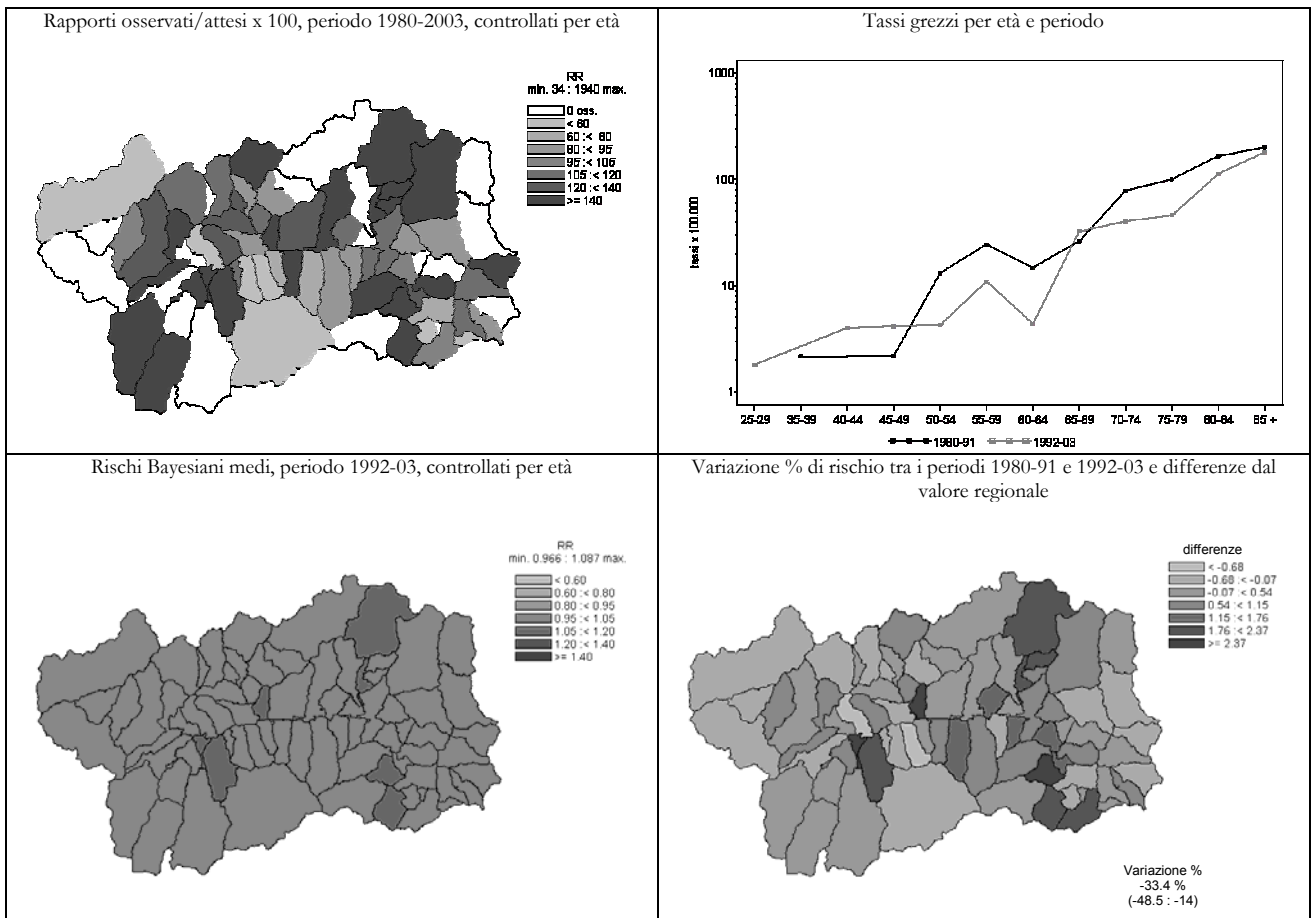 Rapporti osservati/attesi x 100, periodo 1980-2003, controllati per età
RR
min. 34 : 1940 max.
0 oss.
< 60
60 :< 80
80 :< 95
95 :< 105
105 :< 120
120 :< 140
>= 140
Tassi grezzi per età e periodo
1000
100
10
1
tassi x 100.000
25-29 35-39 40-44 45-49 50-54 55-59 60-64 65-69 70-74 75-79 80-84 85 +
1980-91 1992-03
Rischi Bayesiani medi, periodo 1992-03, controllati per età
RR
min. 0.966 : 1.087 max.
< 0.60
0.60 :< 0.80
0.80 :< 0.95
0.95 :< 1.05
1.05 :< 1.20
1.20 :< 1.40
>= 1.40
Variazione % di rischio tra i periodi 1980-91 e 1992-03 e differenze dal
valore regionale
differenze
< -0.68
-0.68 :< -0.07
-0.07 :< 0.54
0.54 :< 1.15
1.15 :< 1.76
1.76 :< 2.37
>= 2.37
Variazione %
-33.4 %
(-48.5 : -14)